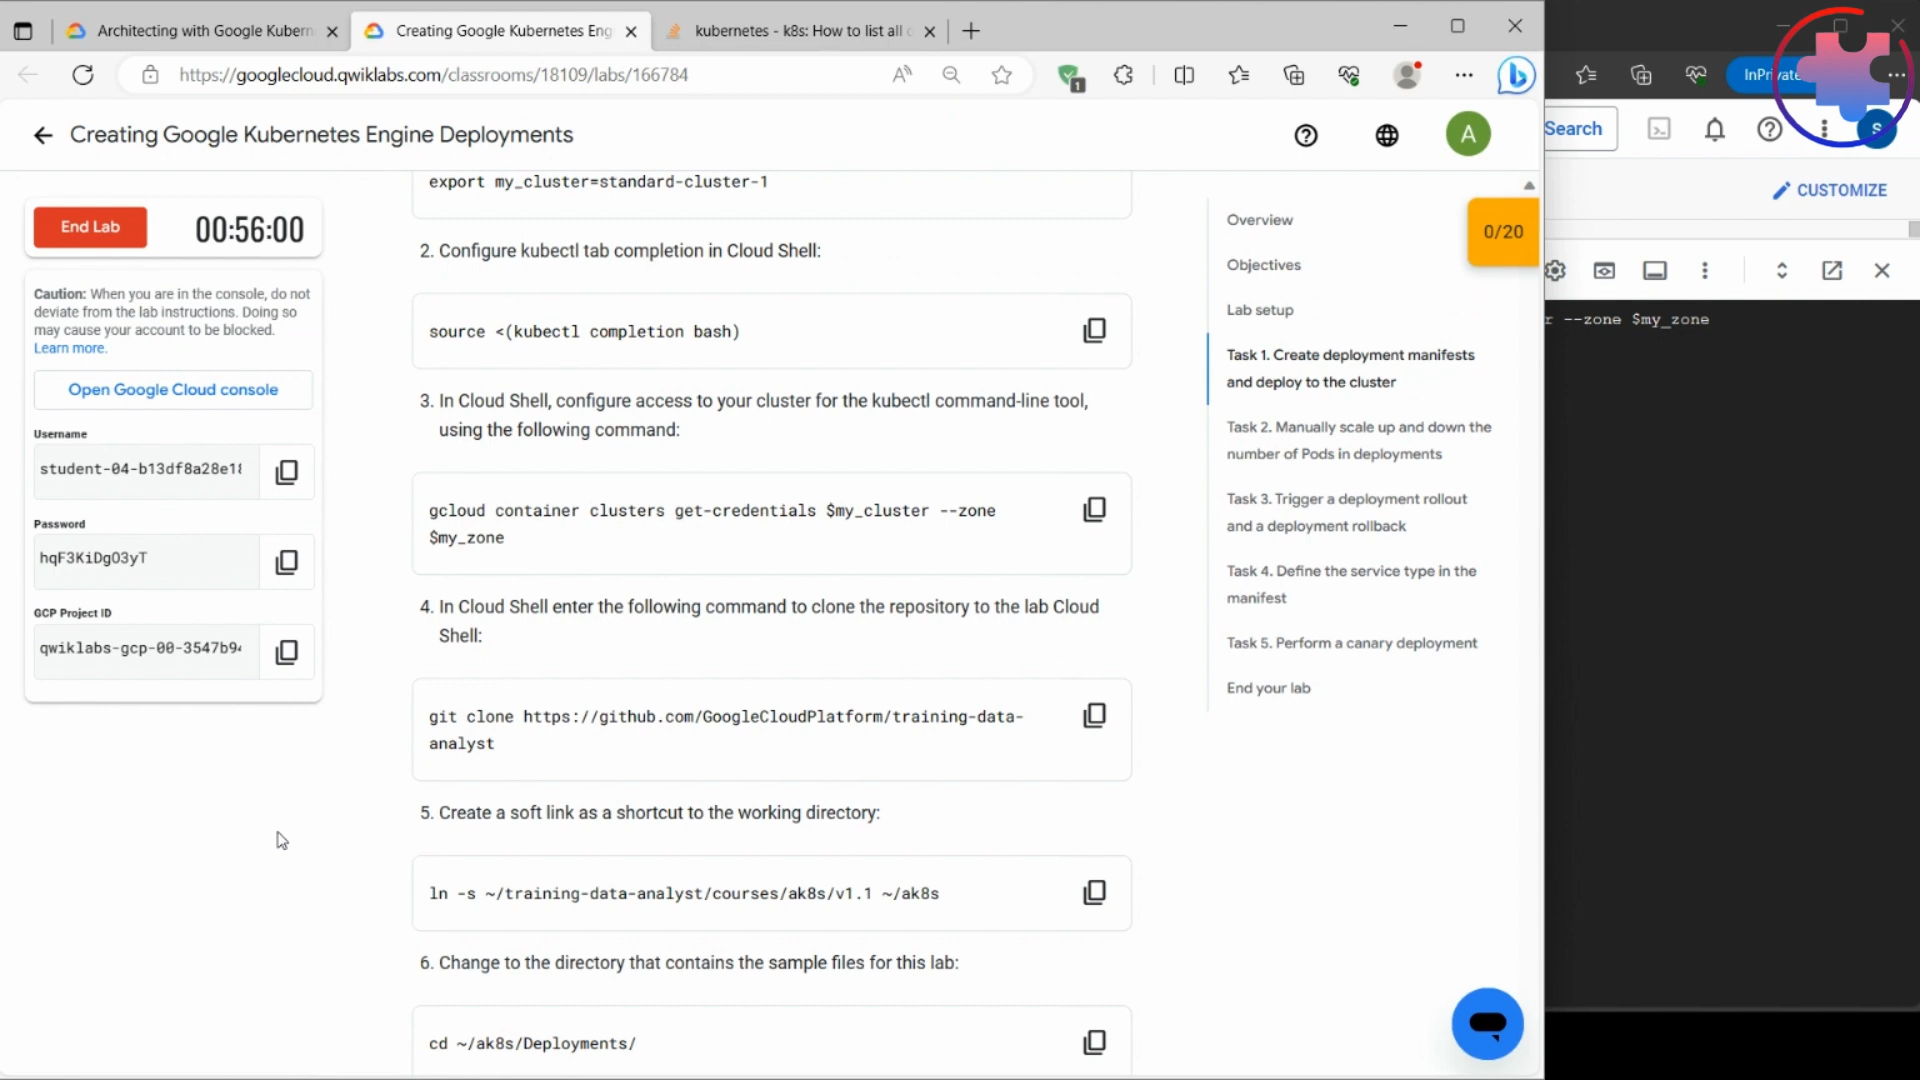 Architecting with Google Kubern
Creating Google Kubernetes Eng
kubernetes - k8s: How to list all
https://googlecloud.qwiklabs.com/classrooms/18109/labs/166784
1
InPrivate
Creating Google Kubernetes Engine Deployments
A
Search
S
CUSTOMIZE
End Lab
00:56:00
Caution: When you are in the console, do not
deviate from the lab instructions. Doing so
may cause your account to be blocked.
Learn more.
Open Google Cloud console
Username
student-04-b13df8a28e18
Password
hqF3KiDgO3yT
GCP Project ID
qwiklabs-gcp-00-3547b94
export my_cluster=standard-cluster-1
2. Configure kubectl tab completion in Cloud Shell:
source <(kubectl completion bash)
3. In Cloud Shell, configure access to your cluster for the kubectl command-line tool,
using the following command:
gcloud container clusters get-credentials $my_cluster --zone
$my_zone
4. In Cloud Shell enter the following command to clone the repository to the lab Cloud
Shell:
git clone https://github.com/GoogleCloudPlatform/training-data-
analyst
5. Create a soft link as a shortcut to the working directory:
ln -s ~/training-data-analyst/courses/ak8s/v1.1 ~/ak8s
6. Change to the directory that contains the sample files for this lab:
cd ~/ak8s/Deployments/
Overview
Objectives
Lab setup
Task 1. Create deployment manifests
and deploy to the cluster
Task 2. Manually scale up and down the
number of Pods in deployments
Task 3. Trigger a deployment rollout
and a deployment rollback
Task 4. Define the service type in the
manifest
Task 5. Perform a canary deployment
End your lab
0/20
r --zone $my_zone